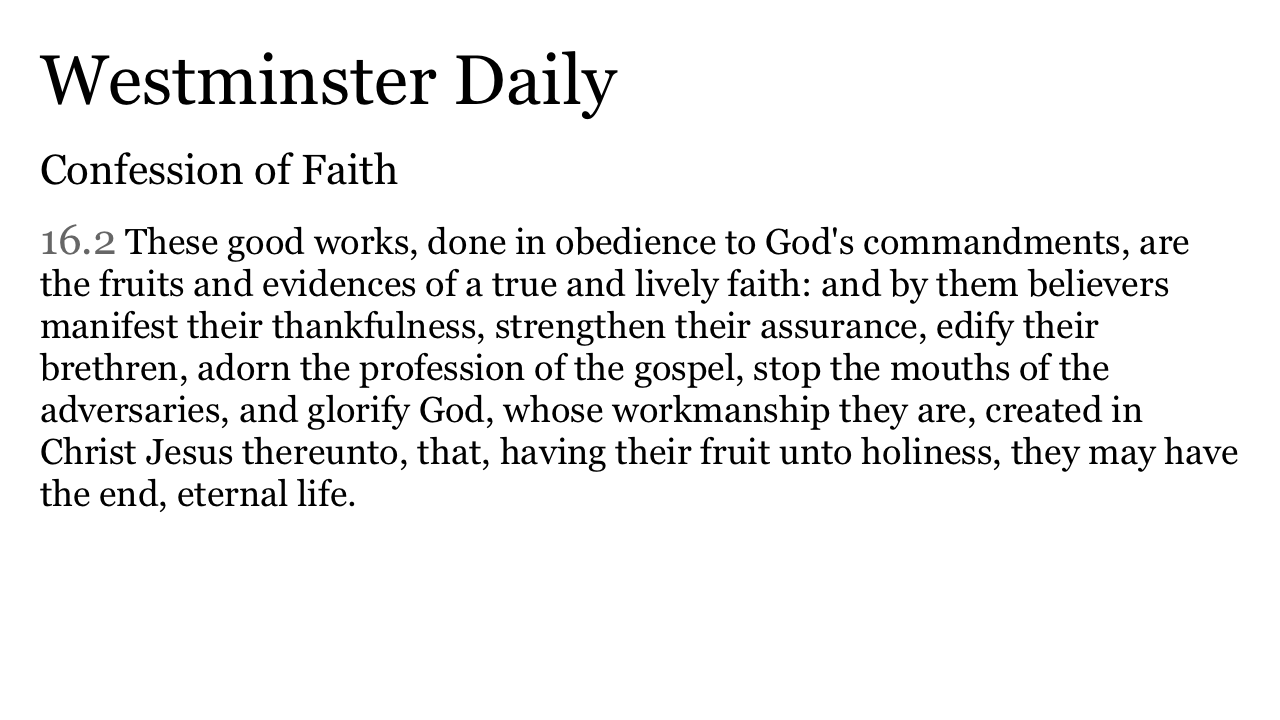 Westminster Daily
Confession of Faith
16.2 These good works, done in obedience to God's commandments, are
the fruits and evidences of a true and lively faith: and by them believers
manifest their thankfulness, strengthen their assurance, edify their
brethren, adorn the profession of the gospel, stop the mouths of the
adversaries, and glorify God, whose workmanship they are, created in
Christ Jesus thereunto, that, having their fruit unto holiness, they may have
the end, eternal life.